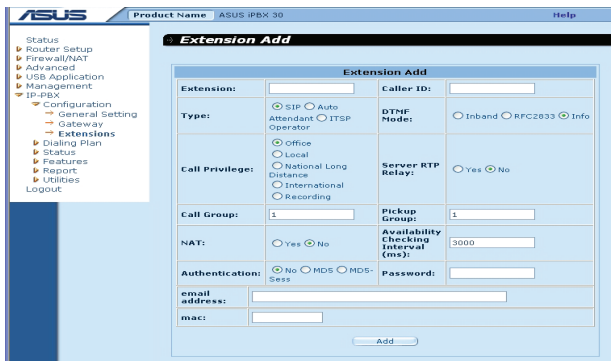 ASUS
Product Name ASUS iPBX 30
Help
Status
Router Setup
Firewall/NAT
Advanced
USB Application
Management
IP-PBX
Configuration
General Setting
Gateway
Extensions
Dialing Plan
Status
Features
Report
Utilities
Logout
Extension Add
Extension Add
Extension:
Caller ID:
Type:
SIP Auto
Attendant ITSP
Operator
DTMF
Mode:
Inband RFC2833 Info
Call Privilege:
Office
Local
National Long
Distance
International
Recording
Server RTP
Relay:
Yes No
Call Group:
1
Pickup
Group:
1
NAT:
Yes No
Availability
Checking
Interval
(ms):
3000
Authentication:
No MD5 MD5-
Sess
Password:
email
address:
mac:
Add